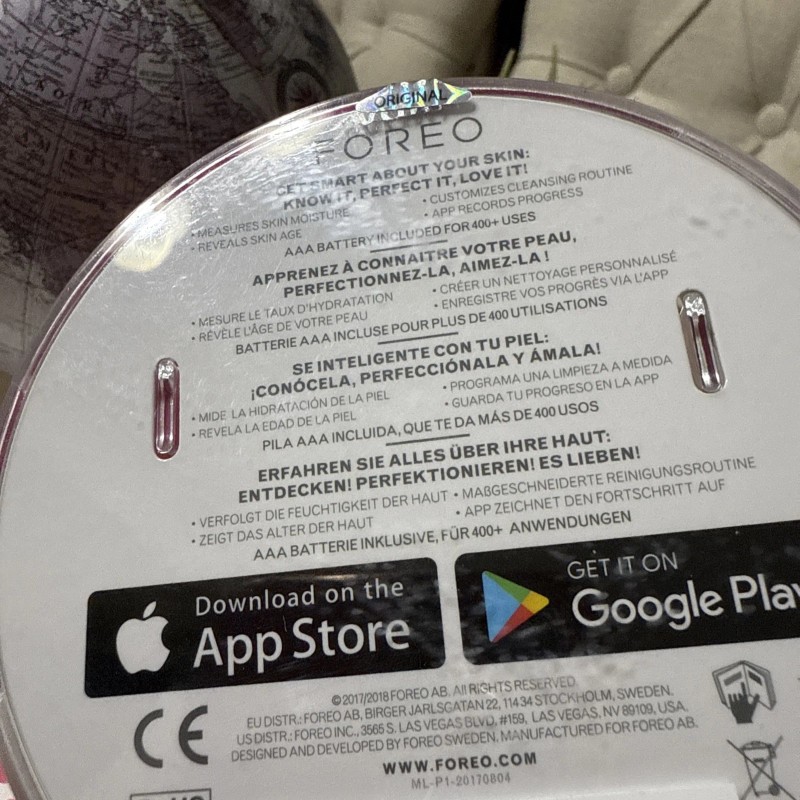 ORIGINAL
FOREO
GET SMART ABOUT YOUR SKIN:
KNOW IT, PERFECT IT, LOVE IT!
• MEASURES SKIN MOISTURE
• REVEALS SKIN AGE
• CUSTOMIZES CLEANSING ROUTINE
• APP RECORDS PROGRESS
AAA BATTERY INCLUDED FOR 400+ USES
APPRENEZ À CONNAITRE VOTRE PEAU,
PERFECTIONNEZ-LA, AIMEZ-LA !
• MESURE LE TAUX D'HYDRATATION
• RÉVÈLE L'ÂGE DE VOTRE PEAU
• CRÉER UN NETTOYAGE PERSONNALISÉ
• ENREGISTRE VOS PROGRÈS VIA L'APP
BATTERIE AAA INCLUSE POUR PLUS DE 400 UTILISATIONS
SE INTELIGENTE CON TU PIEL:
¡CONÓCELA, PERFECCIÓNALA Y ÁMALA!
• MIDE LA HIDRATACIÓN DE LA PIEL
• REVELA LA EDAD DE LA PIEL
• PROGRAMA UNA LIMPIEZA A MEDIDA
• GUARDA TU PROGRESO EN LA APP
PILA AAA INCLUIDA, QUE TE DA MÁS DE 400 USOS
ERFAHREN SIE ALLES ÜBER IHRE HAUT:
ENTDECKEN! PERFEKTIONIEREN! ES LIEBEN!
• VERFOLGT DIE FEUCHTIGKEIT DER HAUT
• ZEIGT DAS ALTER DER HAUT
• MAßGESCHNEIDERTE REINIGUNGSROUTINE
• APP ZEICHNET DEN FORTSCHRITT AUF
AAA BATTERIE INKLUSIVE, FÜR 400+ ANWENDUNGEN
Download on the
App Store
GET IT ON
Google Play
©2017/2018 FOREO AB. All RIGHTS RESERVED.
EU DISTR.: FOREO AB, BIRGER JARLSGATAN 22, 114 34 STOCKHOLM, SWEDEN.
US DISTR.: FOREO INC., 3565 S. LAS VEGAS BLVD, #159, LAS VEGAS, NV 89109, USA.
DESIGNED AND DEVELOPED BY FOREO SWEDEN. MANUFACTURED FOR FOREO AB.
CE
WWW.FOREO.COM
ML-P1-20170804